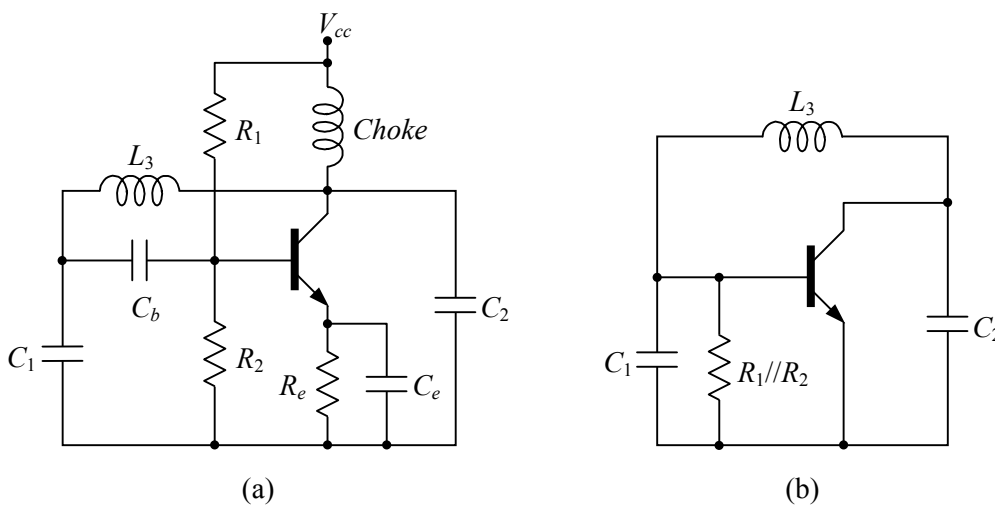 V_cc
R_1
Choke
L_3
C_b
C_1
R_2
R_e
C_e
C_2
(a)
L_3
C_1
R_1//R_2
C_2
(b)